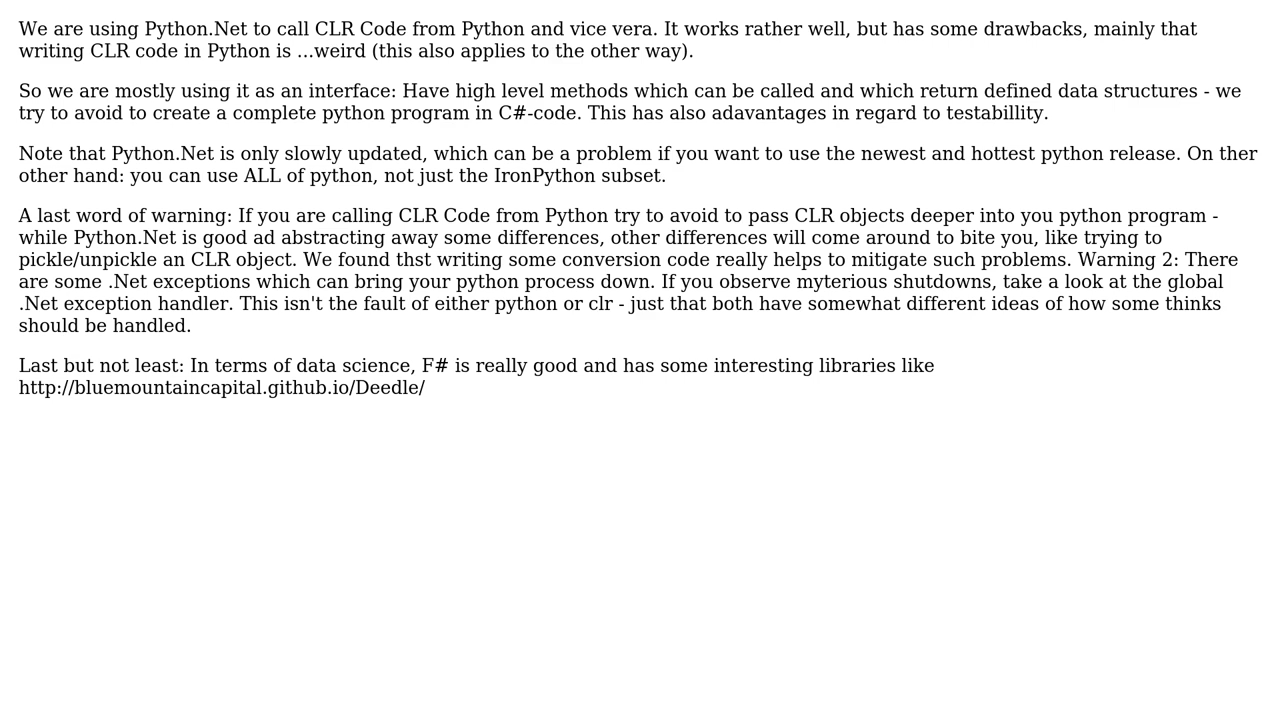 We are using Python.Net to call CLR Code from Python and vice vera. It works rather well, but has some drawbacks, mainly that
writing CLR code in Python is ...weird (this also applies to the other way).
So we are mostly using it as an interface: Have high level methods which can be called and which return defined data structures - we
try to avoid to create a complete python program in C#-code. This has also adavantages in regard to testabillity.
Note that Python.Net is only slowly updated, which can be a problem if you want to use the newest and hottest python release. On ther
other hand: you can use ALL of python, not just the IronPython subset.
A last word of warning: If you are calling CLR Code from Python try to avoid to pass CLR objects deeper into you python program -
while Python.Net is good ad abstracting away some differences, other differences will come around to bite you, like trying to
pickle/unpickle an CLR object. We found thst writing some conversion code really helps to mitigate such problems. Warning 2: There
are some .Net exceptions which can bring your python process down. If you observe myterious shutdowns, take a look at the global
.Net exception handler. This isn't the fault of either python or clr - just that both have somewhat different ideas of how some thinks
should be handled.
Last but not least: In terms of data science, F# is really good and has some interesting libraries like
http://bluemountaincapital.github.io/Deedle/